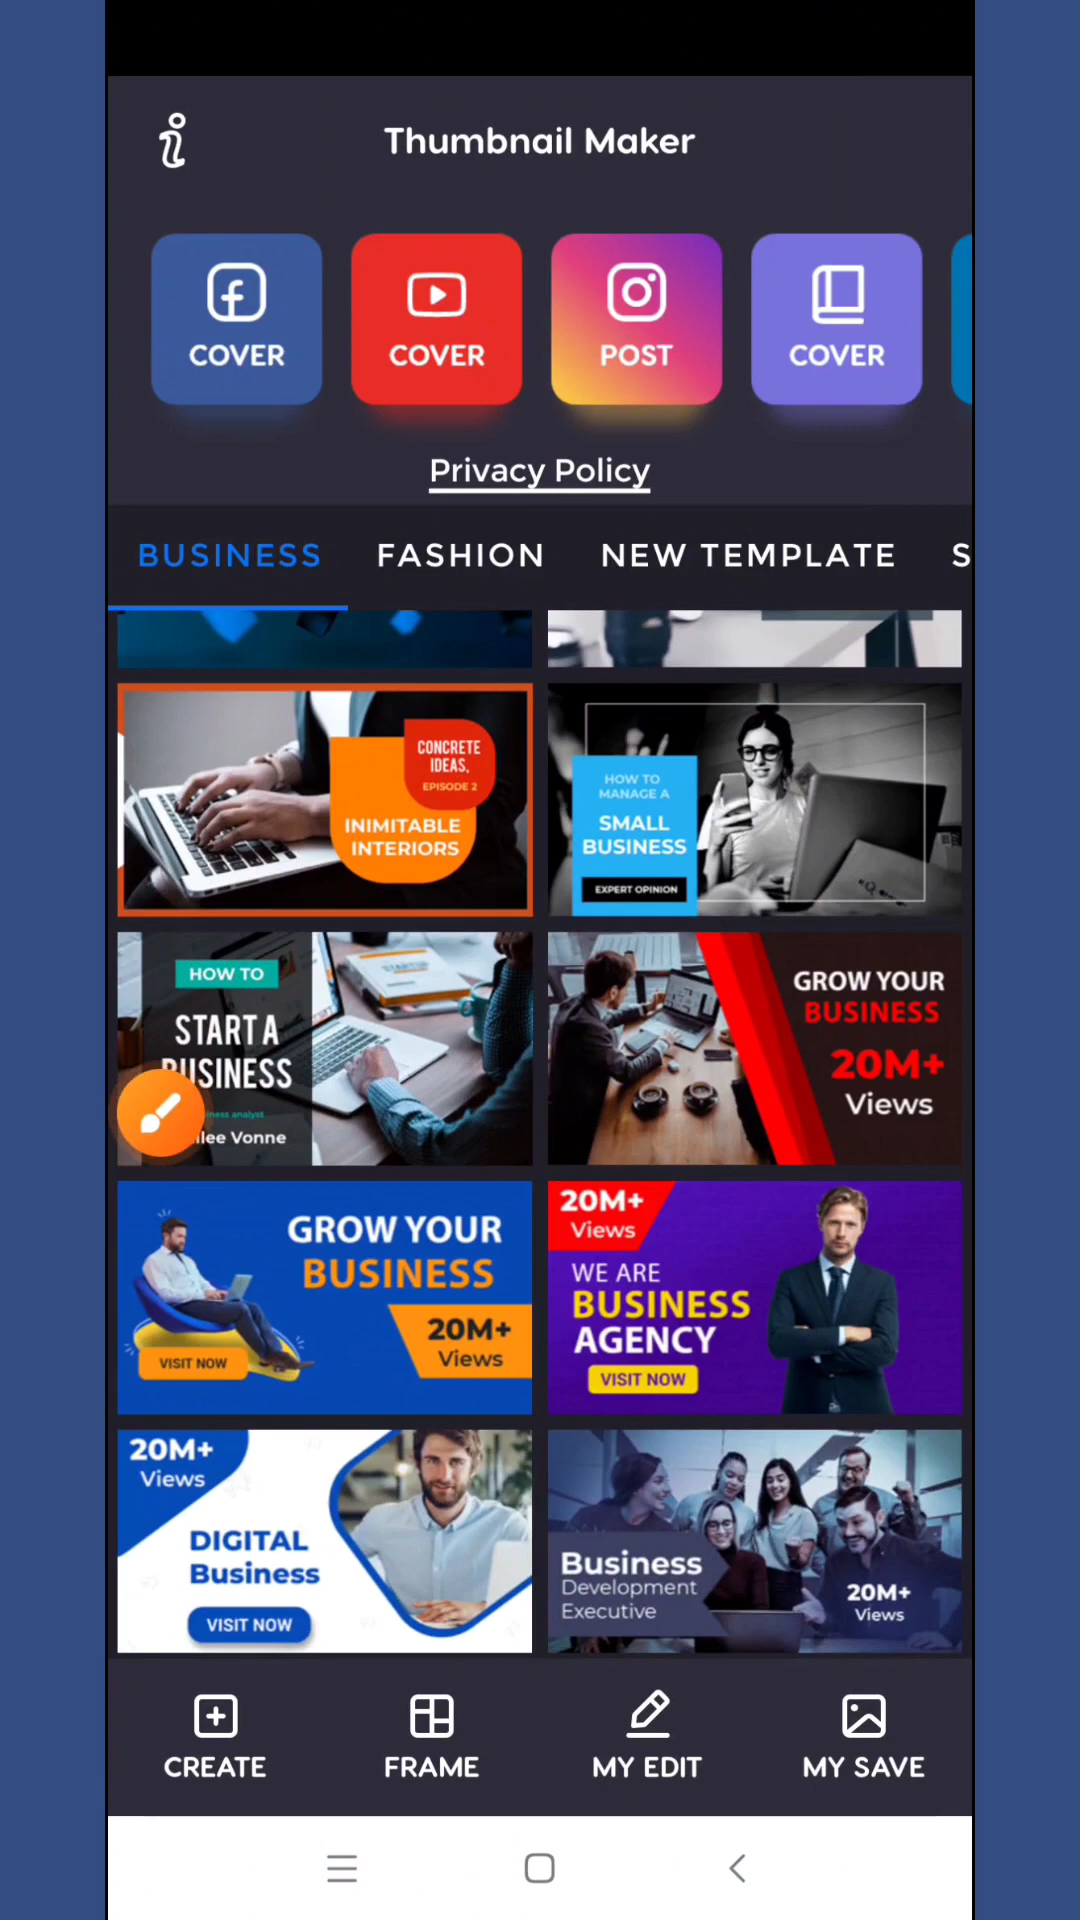 Thumbnail Maker
COVER
COVER
POST
COVER
Privacy Policy
BUSINESS
FASHION
NEW TEMPLATE
S
CONCRETE
IDEAS,
EPISODE 2
INIMITABLE
INTERIORS
HOW TO
MANAGE A
SMALL
BUSINESS
EXPERT OPINION
HOW TO
START A
BUSINESS
iness analyst
lee Vonne
GROW YOUR
BUSINESS
20M+
Views
GROW YOUR
BUSINESS
20M+
Views
VISIT NOW
20M+
Views
WE ARE
BUSINESS
AGENCY
VISIT NOW
20M+
Views
DIGITAL
Business
VISIT NOW
Business
Development
Executive
20M+
Views
CREATE
FRAME
MY EDIT
MY SAVE